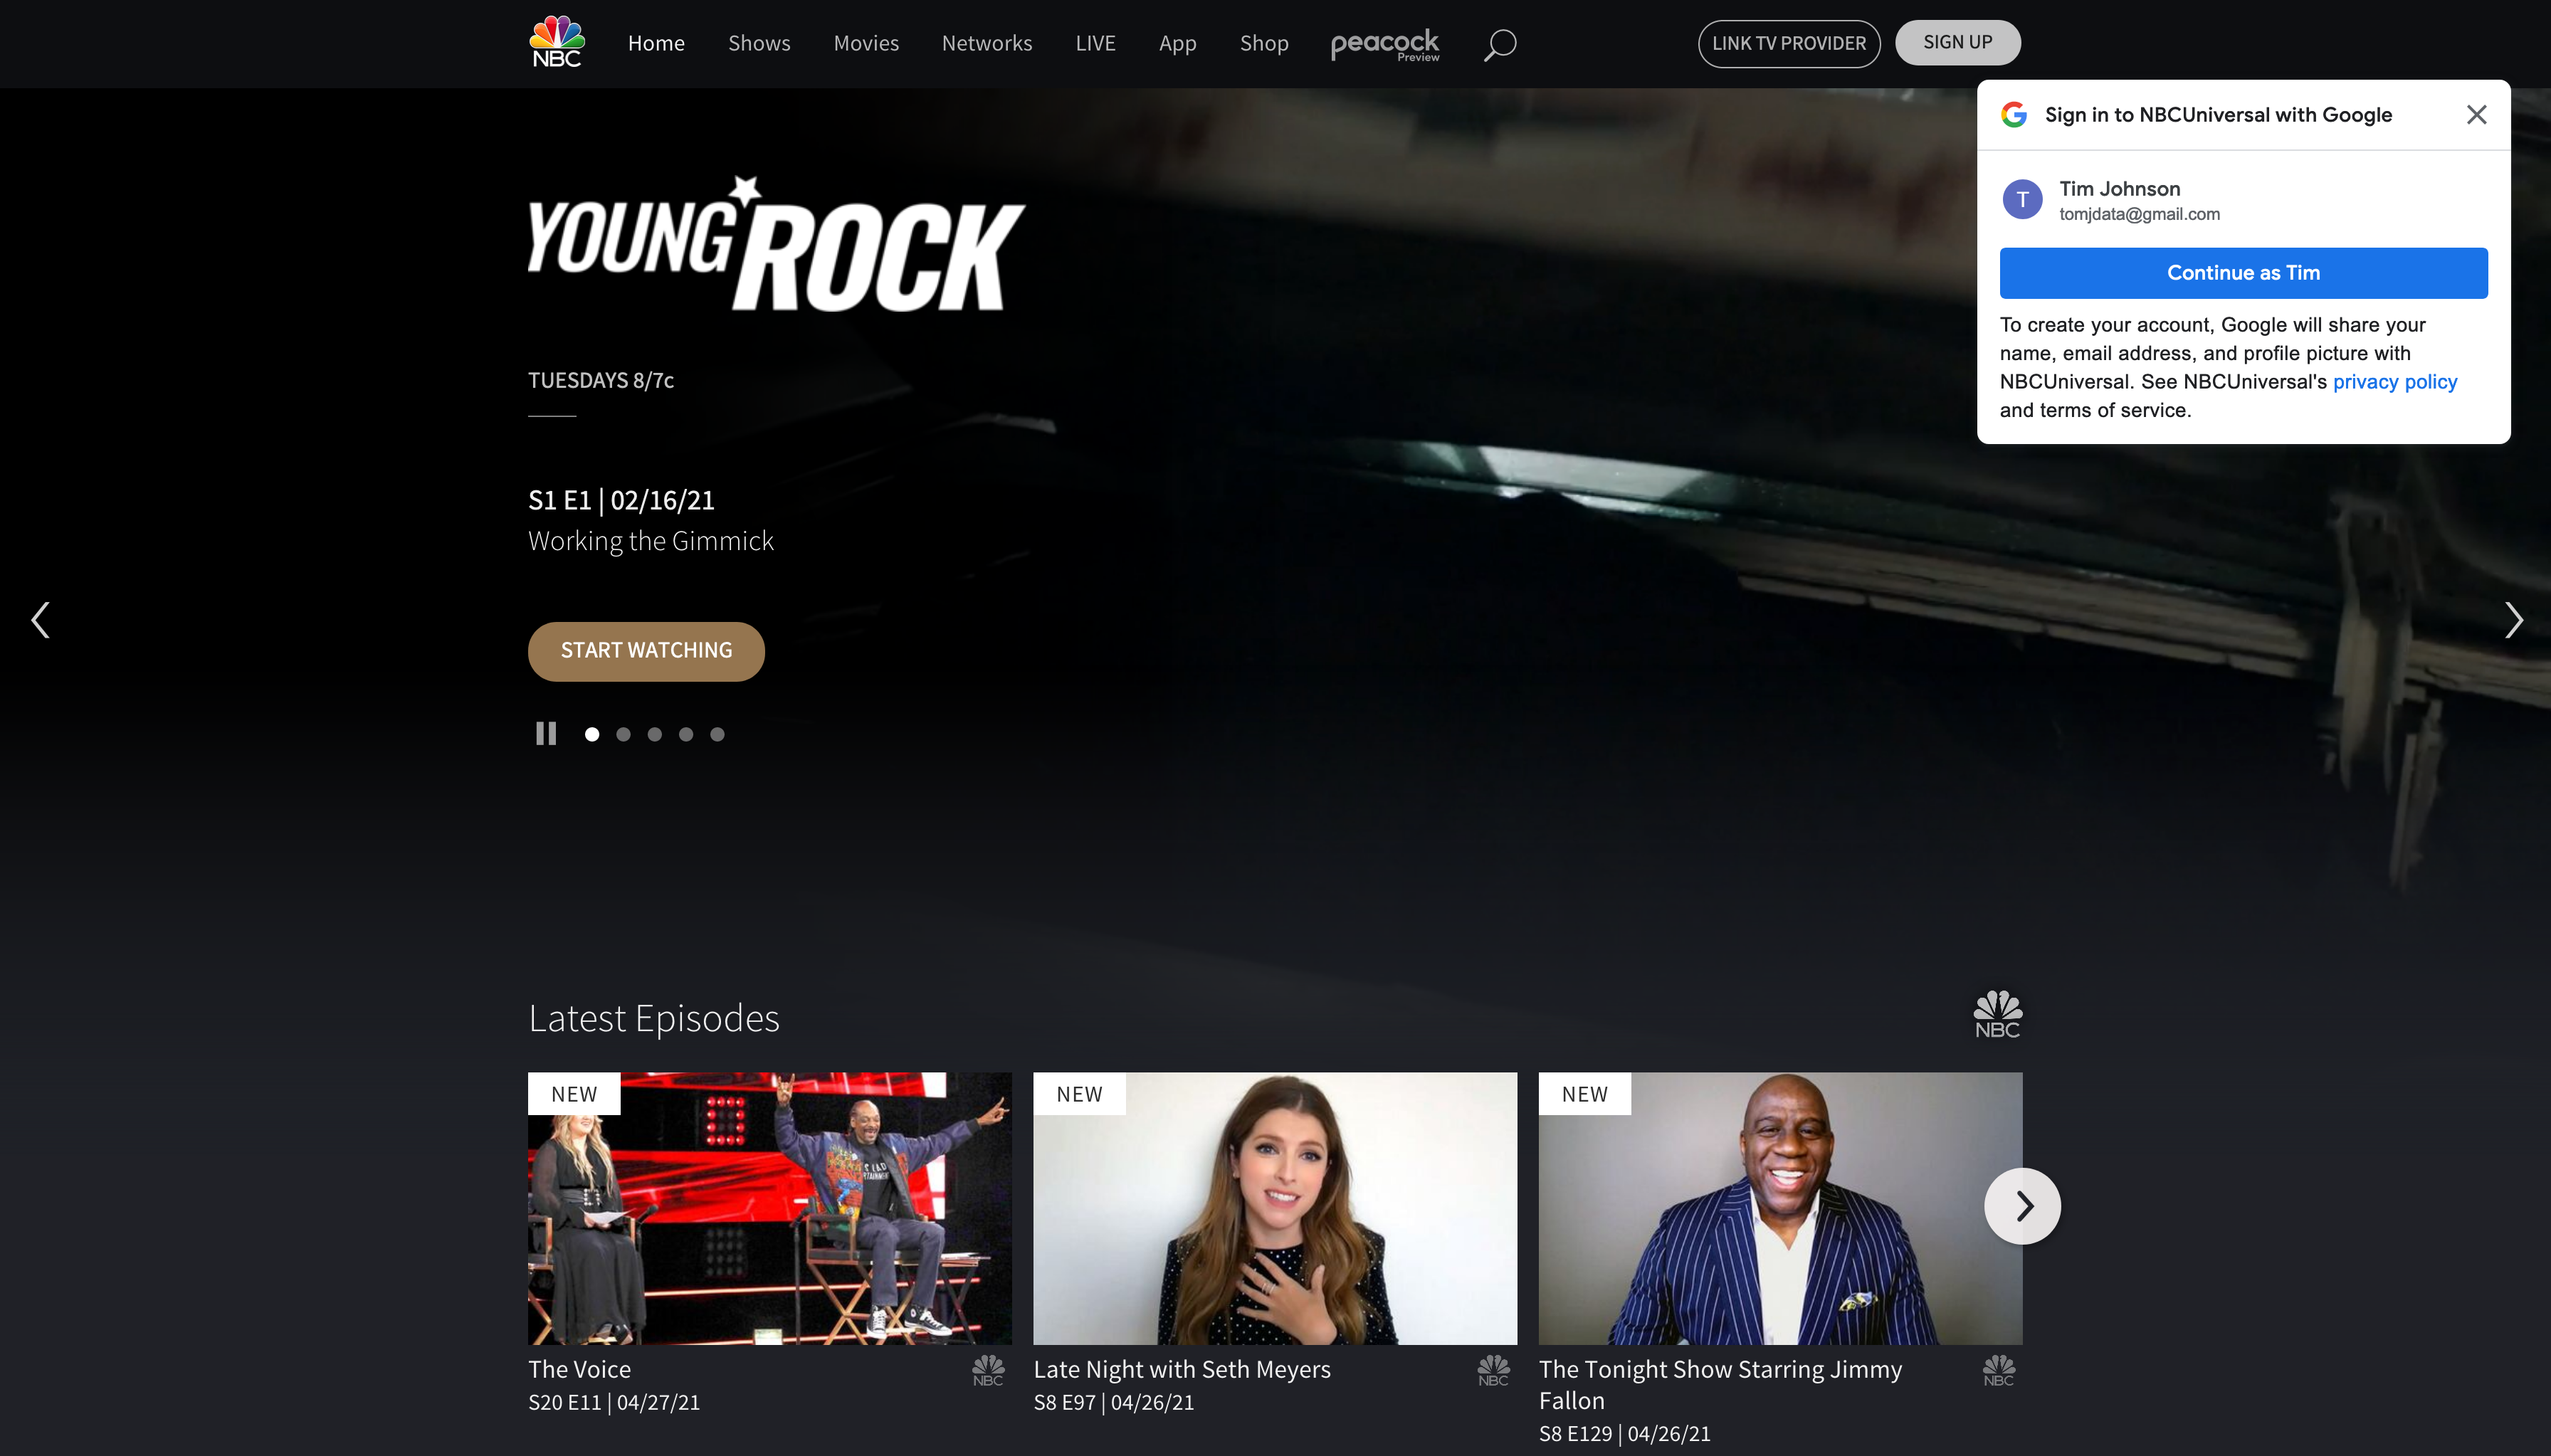 NBC
Home
Shows
Movies
Networks
LIVE
App
Shop
peacock
Preview
LINK TV PROVIDER
SIGN UP
Sign in to NBCUniversal with Google
T
Tim Johnson
tomjdata@gmail.com
Continue as Tim
To create your account, Google will share your
name, email address, and profile picture with
NBCUniversal. See NBCUniversal's privacy policy
and terms of service.
YOUNG ROCK
TUESDAYS 8/7c
S1 E1 | 02/16/21
Working the Gimmick
START WATCHING
Latest Episodes
NBC
NEW
NEW
NEW
The Voice
NBC
S20 E11 | 04/27/21
Late Night with Seth Meyers
NBC
S8 E97 | 04/26/21
The Tonight Show Starring Jimmy
Fallon
NBC
S8 E129 | 04/26/21